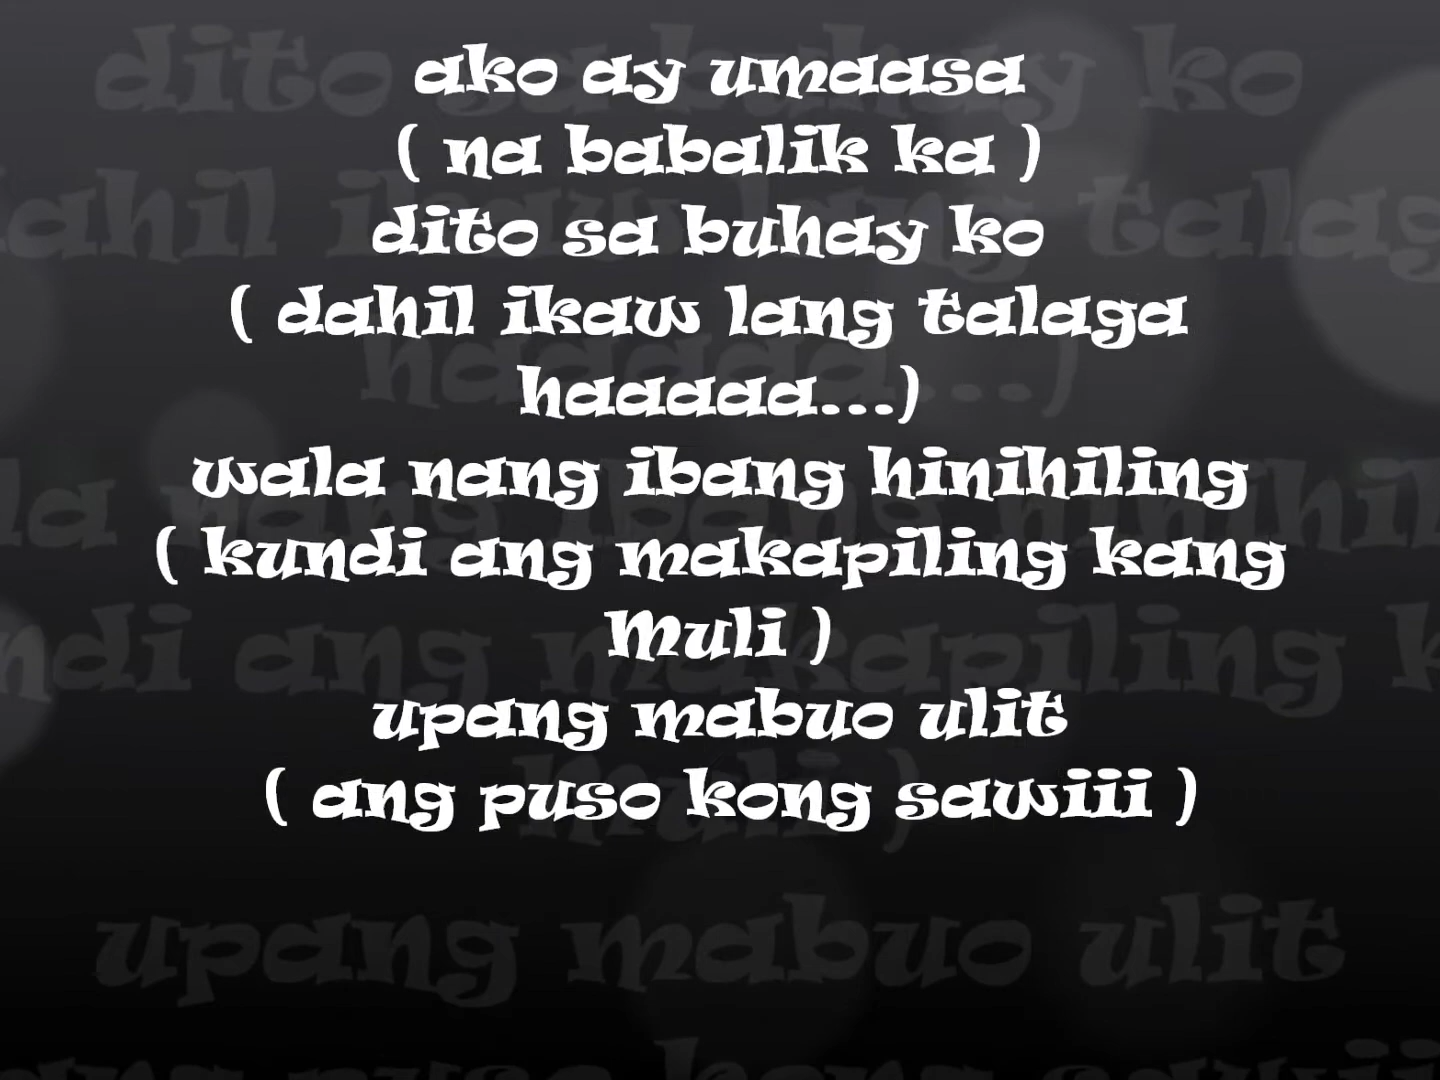 ako ay umaasa
( na babalik ka )
dito sa buhay ko
( dahil ikaw lang talaga
haaaaa...)
wala nang ibang hinihiling
( kundi ang makapiling kang
Muli )
upang mabuo ulit
( ang puso kong sawiii )